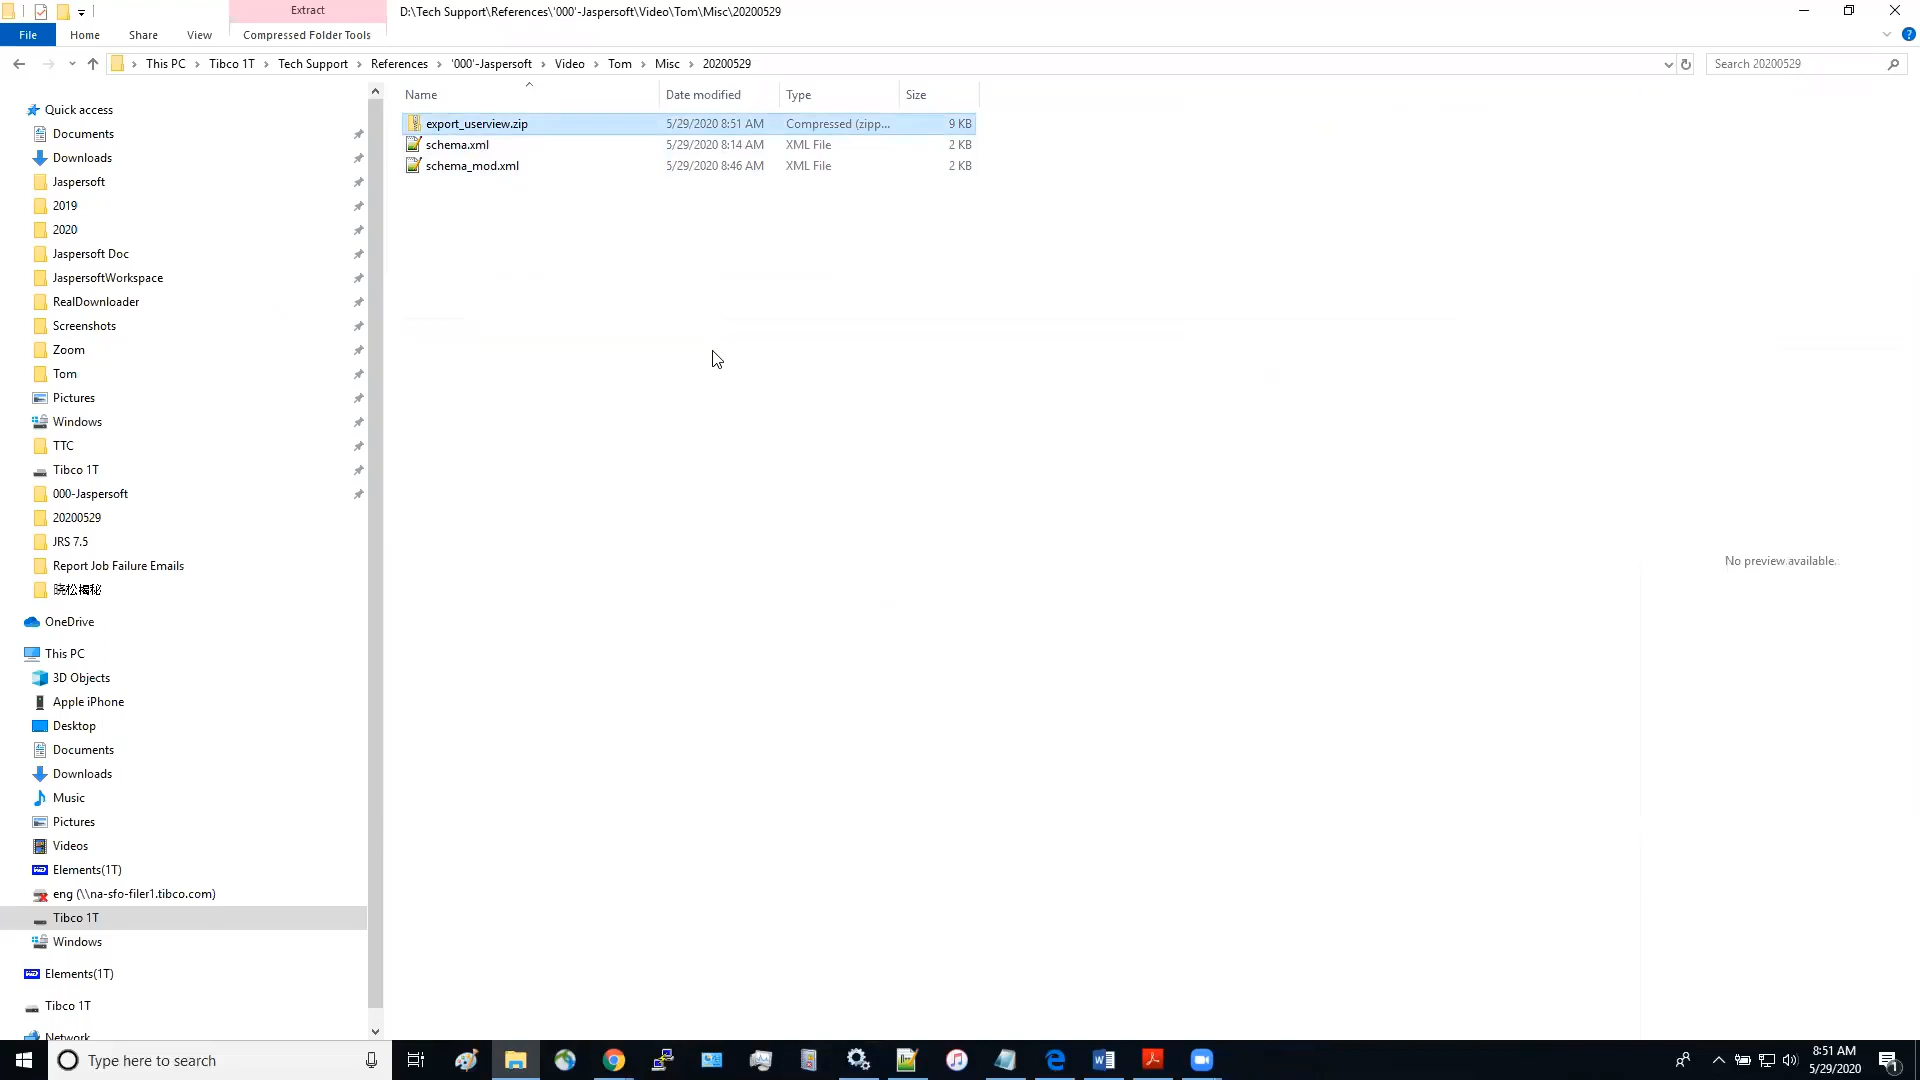 Extract
D:\Tech Support\References\'000'-Jaspersoft\Video\Tom\Misc\20200529
File Home Share View Compressed Folder Tools
This PC Tibco 1T Tech Support References '000'-Jaspersoft Video Tom Misc 20200529
Search 20200529
Name Date modified Type Size
export_userview.zip 5/29/2020 8:51 AM Compressed (zipp... 9 KB
schema.xml 5/29/2020 8:14 AM XML File 2 KB
schema_mod.xml 5/29/2020 8:46 AM XML File 2 KB
Quick access
Documents
Downloads
Jaspersoft
2019
2020
Jaspersoft Doc
JaspersoftWorkspace
RealDownloader
Screenshots
Zoom
Tom
Pictures
Windows
TTC
Tibco 1T
000-Jaspersoft
20200529
JRS 7.5
Report Job Failure Emails
晓松揭秘
OneDrive
This PC
3D Objects
Apple iPhone
Desktop
Documents
Downloads
Music
Pictures
Videos
Elements(1T)
eng (\\na-sfo-filer1.tibco.com)
Tibco 1T
Windows
Elements(1T)
Tibco 1T
Network
No preview available.
Type here to search
8:51 AM
5/29/2020
1